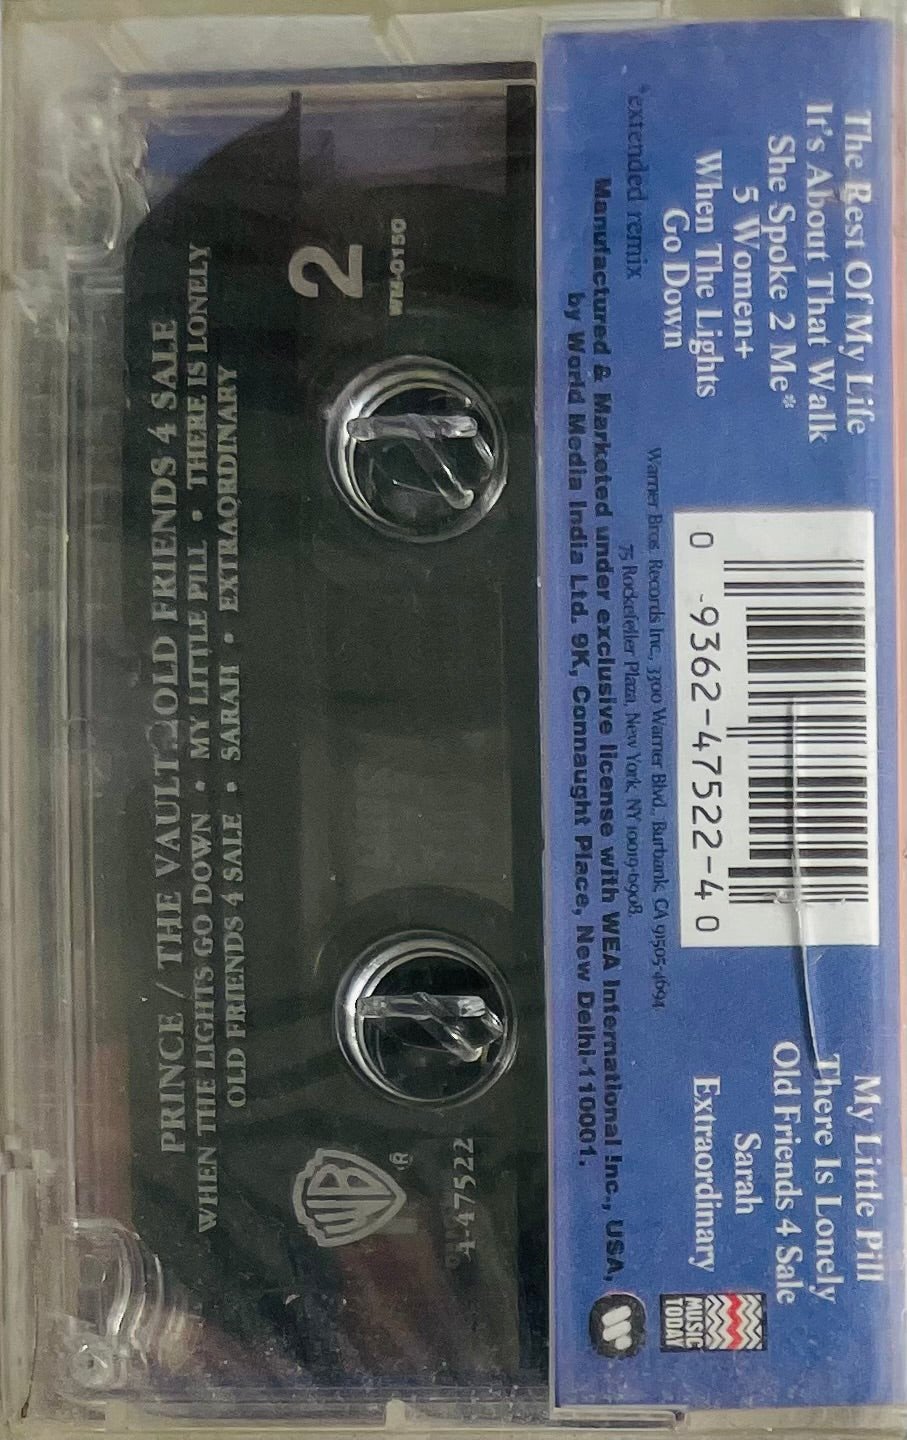 The Rest Of My Life
It's About That Walk
She Spoke 2 Me*
5 Women+
When The Lights
Go Down
*extended remix
My Little Pill
There Is Lonely
Old Friends 4 Sale
Sarah
Extraordinary
0 -9362-47522-4 0
Warner Bros. Records Inc., 3300 Warner Blvd., Burbank, CA 91505-4694.
75 Rockefeller Plaza, New York, NY 10019-6908.
Manufactured & Marketed under exclusive license with WEA International Inc., USA,
by World Media India Ltd. 9K, Connaught Place, New Delhi-110001.
MUSIC
TODAY
PRINCE / THE VAULT...OLD FRIENDS 4 SALE
WHEN THE LIGHTS GO DOWN • MY LITTLE PILL • THERE IS LONELY
OLD FRIENDS 4 SALE • SARAH • EXTRAORDINARY
2
WB
®
4-47522